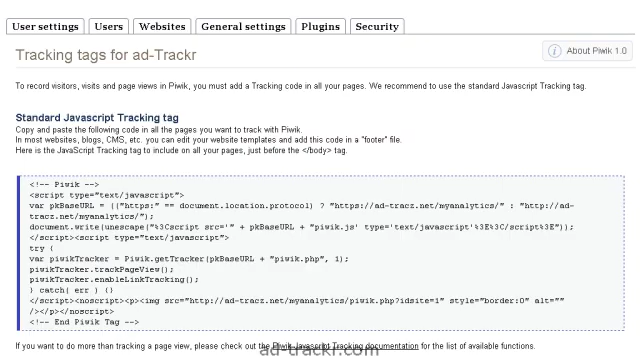 User settings Users Websites General settings Plugins Security
Tracking tags for ad-Trackr
About Piwik 1.0
To record visitors, visits and page views in Piwik, you must add a Tracking code in all your pages. We recommend to use the standard Javascript Tracking tag.
Standard Javascript Tracking tag
Copy and paste the following code in all the pages you want to track with Piwik.
In most websites, blogs, CMS, etc. you can edit your website templates and add this code in a "footer" file.
Here is the JavaScript Tracking tag to include on all your pages, just before the </body> tag.
<!-- Piwik -->
<script type="text/javascript">
var pkBaseURL = (("https:" == document.location.protocol) ? "https://ad-tracz.net/myanalytics/" : "http://ad-
tracz.net/myanalytics/");
document.write(unescape("%3Cscript src='" + pkBaseURL + "piwik.js' type='text/javascript'%3E%3C/script%3E"));
</script><script type="text/javascript">
try {
var piwikTracker = Piwik.getTracker(pkBaseURL + "piwik.php", 1);
piwikTracker.trackPageView();
piwikTracker.enableLinkTracking();
} catch( err ) {}
</script><noscript><p><img src="http://ad-tracz.net/myanalytics/piwik.php?idsite=1" style="border:0" alt=""
/></p></noscript>
<!-- End Piwik Tag -->
If you want to do more than tracking a page view, please check out the Piwik Javascript Tracking documentation for the list of available functions.
ad-trackr.com